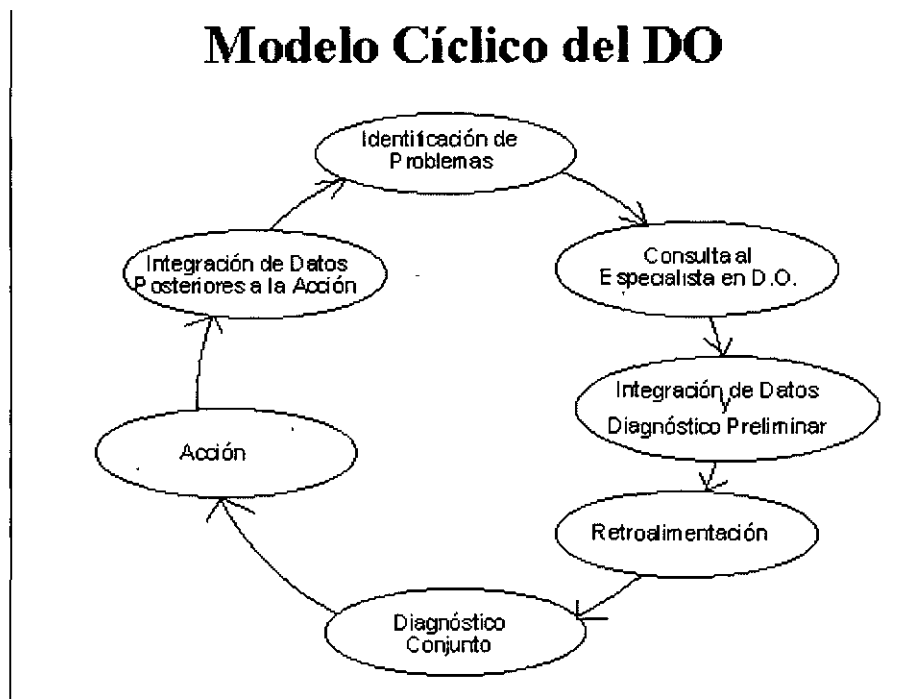 Modelo Cíclico del DO
Identificación de
Problemas
Consulta al
Especialista en D.O.
Integración de Datos
y
Diagnóstico Preliminar
Retroalimentación
Diagnóstico
Conjunto
Acción
Integración de Datos
Posteriores a la Acción